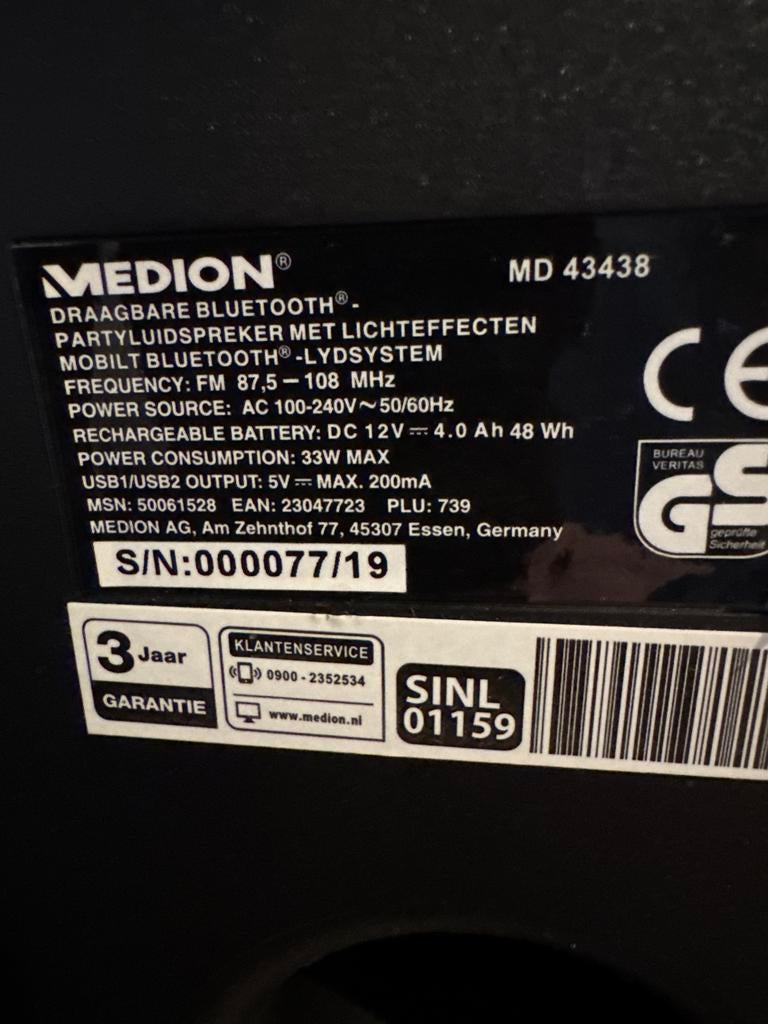 MEDION® MD 43438
DRAAGBARE BLUETOOTH®-
PARTYLUIDSPREKER MET LICHTEFFECTEN
MOBILT BLUETOOTH®-LYDSYSTEM
FREQUENCY: FM 87,5 – 108 MHz
POWER SOURCE: AC 100-240V ~ 50/60Hz
RECHARGEABLE BATTERY: DC 12V ⎓ 4.0 Ah 48 Wh
POWER CONSUMPTION: 33W MAX
USB1/USB2 OUTPUT: 5V ⎓ MAX. 200mA
MSN: 50061528 EAN: 23047723 PLU: 739
MEDION AG, Am Zehnthof 77, 45307 Essen, Germany
S/N:000077/19
CE
BUREAU
VERITAS
GS
geprüfte
Sicherheit
3 Jaar
GARANTIE
KLANTENSERVICE
0900 - 2352534
www.medion.nl
SINL
01159